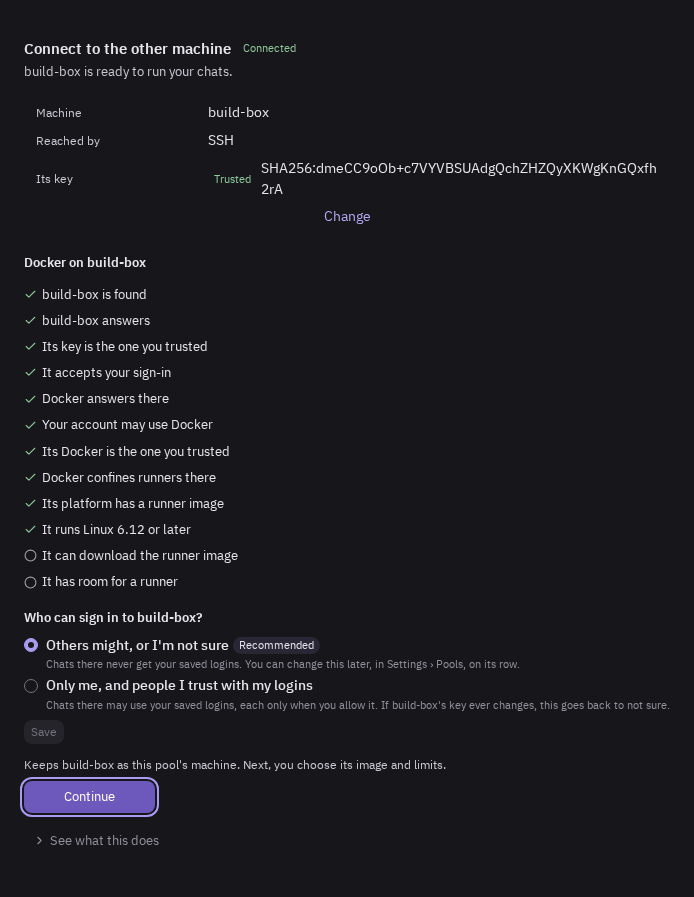 Connect to the other machine Connected
build-box is ready to run your chats.
Machine build-box
Reached by SSH
Its key Trusted SHA256:dmeCC9oOb+c7VYVBSUAdgQchZHZQyXKWgKnGQxfh
2rA
Change
Docker on build-box
build-box is found
build-box answers
Its key is the one you trusted
It accepts your sign-in
Docker answers there
Your account may use Docker
Its Docker is the one you trusted
Docker confines runners there
Its platform has a runner image
It runs Linux 6.12 or later
It can download the runner image
It has room for a runner
Who can sign in to build-box?
Others might, or I'm not sure Recommended
Chats there never get your saved logins. You can change this later, in Settings › Pools, on its row.
Only me, and people I trust with my logins
Chats there may use your saved logins, each only when you allow it. If build-box's key ever changes, this goes back to not sure.
Save
Keeps build-box as this pool's machine. Next, you choose its image and limits.
Continue
See what this does